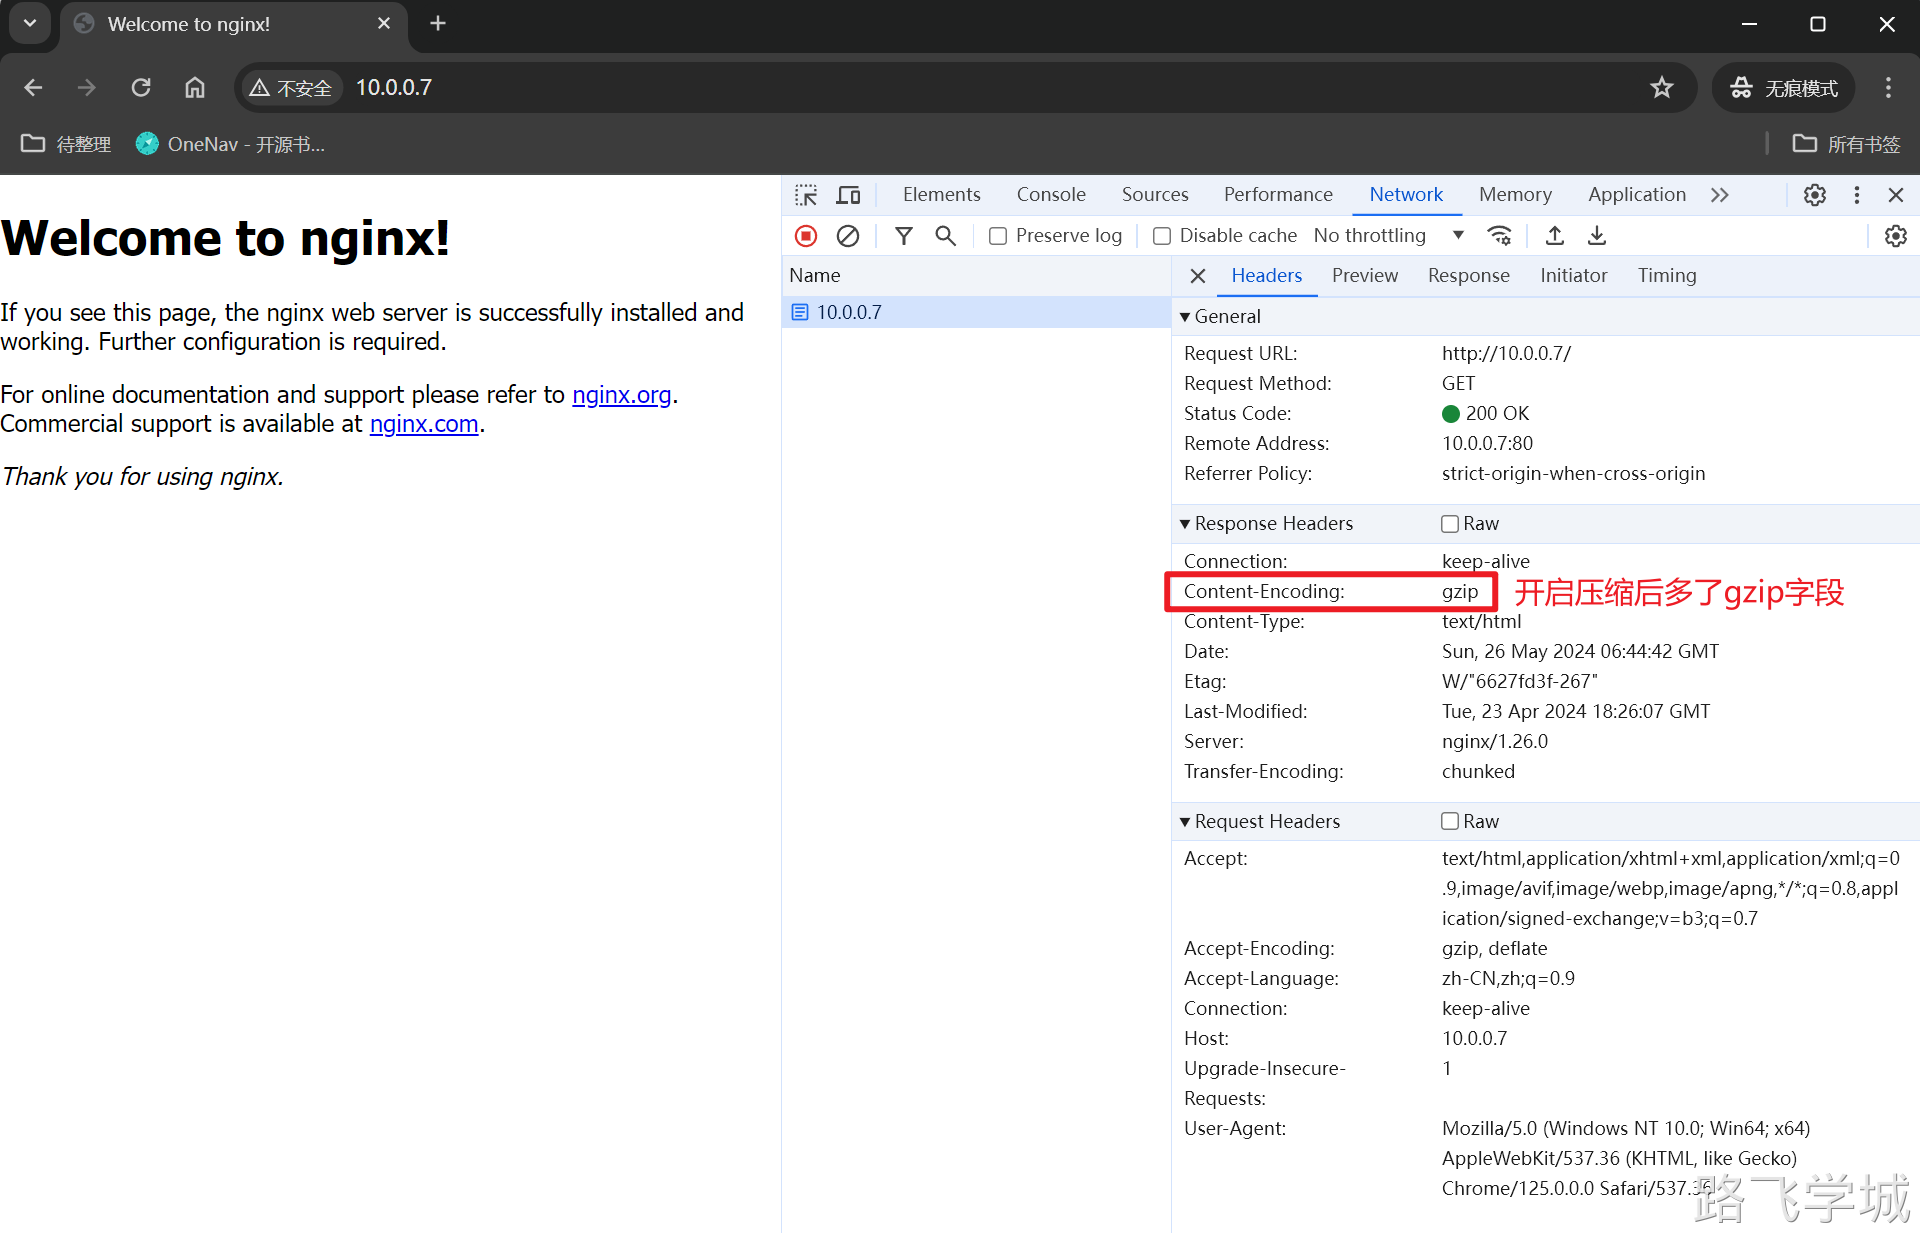 Welcome to nginx!
不安全 10.0.0.7 无痕模式
待整理 OneNav - 开源书... 所有书签
Welcome to nginx!
If you see this page, the nginx web server is successfully installed and
working. Further configuration is required.
For online documentation and support please refer to nginx.org.
Commercial support is available at nginx.com.
Thank you for using nginx.
Elements Console Sources Performance Network Memory Application
Preserve log Disable cache No throttling
Name
10.0.0.7
Headers Preview Response Initiator Timing
General
Request URL: http://10.0.0.7/
Request Method: GET
Status Code: 200 OK
Remote Address: 10.0.0.7:80
Referrer Policy: strict-origin-when-cross-origin
Response Headers Raw
Connection: keep-alive
Content-Encoding: gzip 开启压缩后多了gzip字段
Content-Type: text/html
Date: Sun, 26 May 2024 06:44:42 GMT
Etag: W/"6627fd3f-267"
Last-Modified: Tue, 23 Apr 2024 18:26:07 GMT
Server: nginx/1.26.0
Transfer-Encoding: chunked
Request Headers Raw
Accept: text/html,application/xhtml+xml,application/xml;q=0
.9,image/avif,image/webp,image/apng,*/*;q=0.8,appl
ication/signed-exchange;v=b3;q=0.7
Accept-Encoding: gzip, deflate
Accept-Language: zh-CN,zh;q=0.9
Connection: keep-alive
Host: 10.0.0.7
Upgrade-Insecure- 1
Requests:
User-Agent: Mozilla/5.0 (Windows NT 10.0; Win64; x64)
AppleWebKit/537.36 (KHTML, like Gecko)
Chrome/125.0.0.0 Safari/537.36
路飞学城